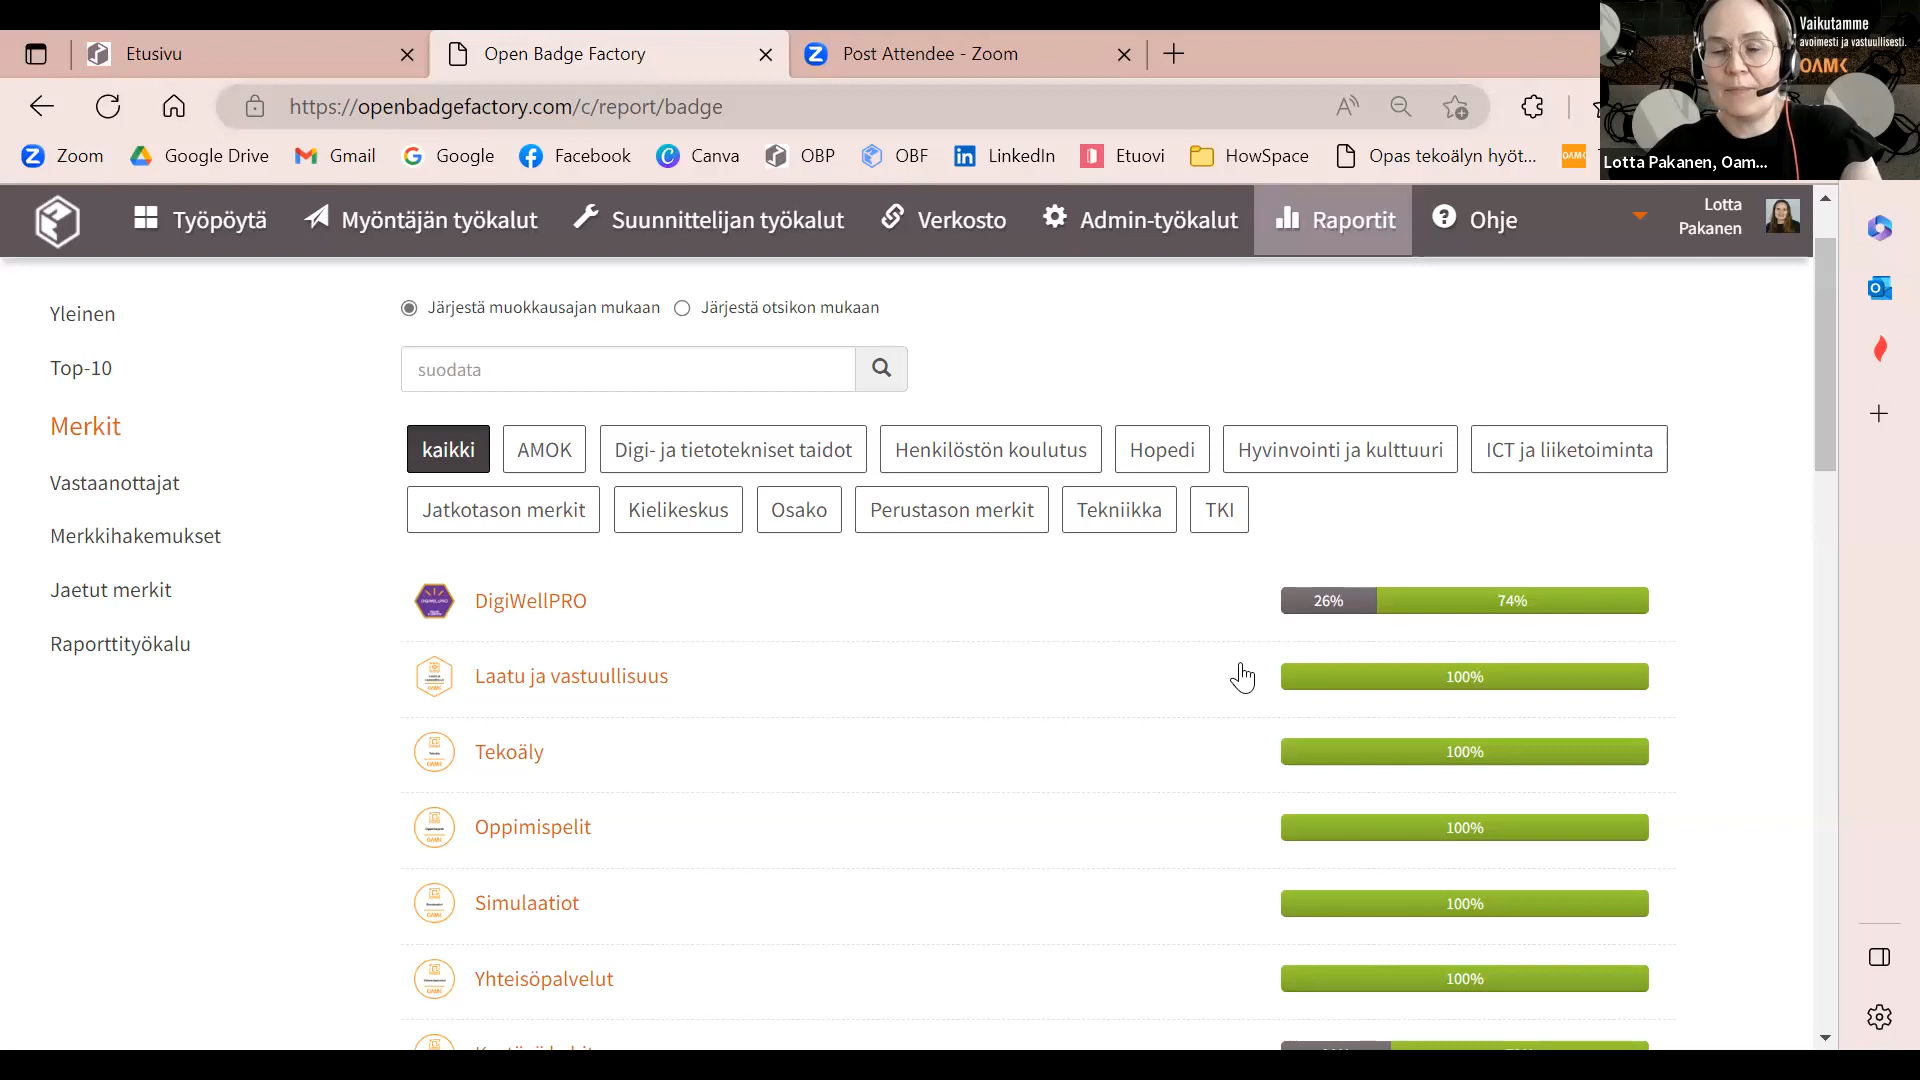 Etusivu
Open Badge Factory
Post Attendee - Zoom
https://openbadgefactory.com/c/report/badge
Zoom
Google Drive
Gmail
Google
Facebook
Canva
OBP
OBF
LinkedIn
Etuovi
HowSpace
Opas tekoälyn hyöt...
OAMK
Vaikutamme
avoimesti ja vastuullisesti.
OAMK
Lotta Pakanen, Oam...
Työpöytä
Myöntäjän työkalut
Suunnittelijan työkalut
Verkosto
Admin-työkalut
Raportit
Ohje
Lotta
Pakanen
Yleinen
Top-10
Merkit
Vastaanottajat
Merkkihakemukset
Jaetut merkit
Raporttityökalu
Järjestä muokkausajan mukaan
Järjestä otsikon mukaan
suodata
kaikki
AMOK
Digi- ja tietotekniset taidot
Henkilöstön koulutus
Hopedi
Hyvinvointi ja kulttuuri
ICT ja liiketoiminta
Jatkotason merkit
Kielikeskus
Osako
Perustason merkit
Tekniikka
TKI
DigiWellPRO
26%
74%
Laatu ja vastuullisuus
100%
Tekoäly
100%
Oppimispelit
100%
Simulaatiot
100%
Yhteisöpalvelut
100%